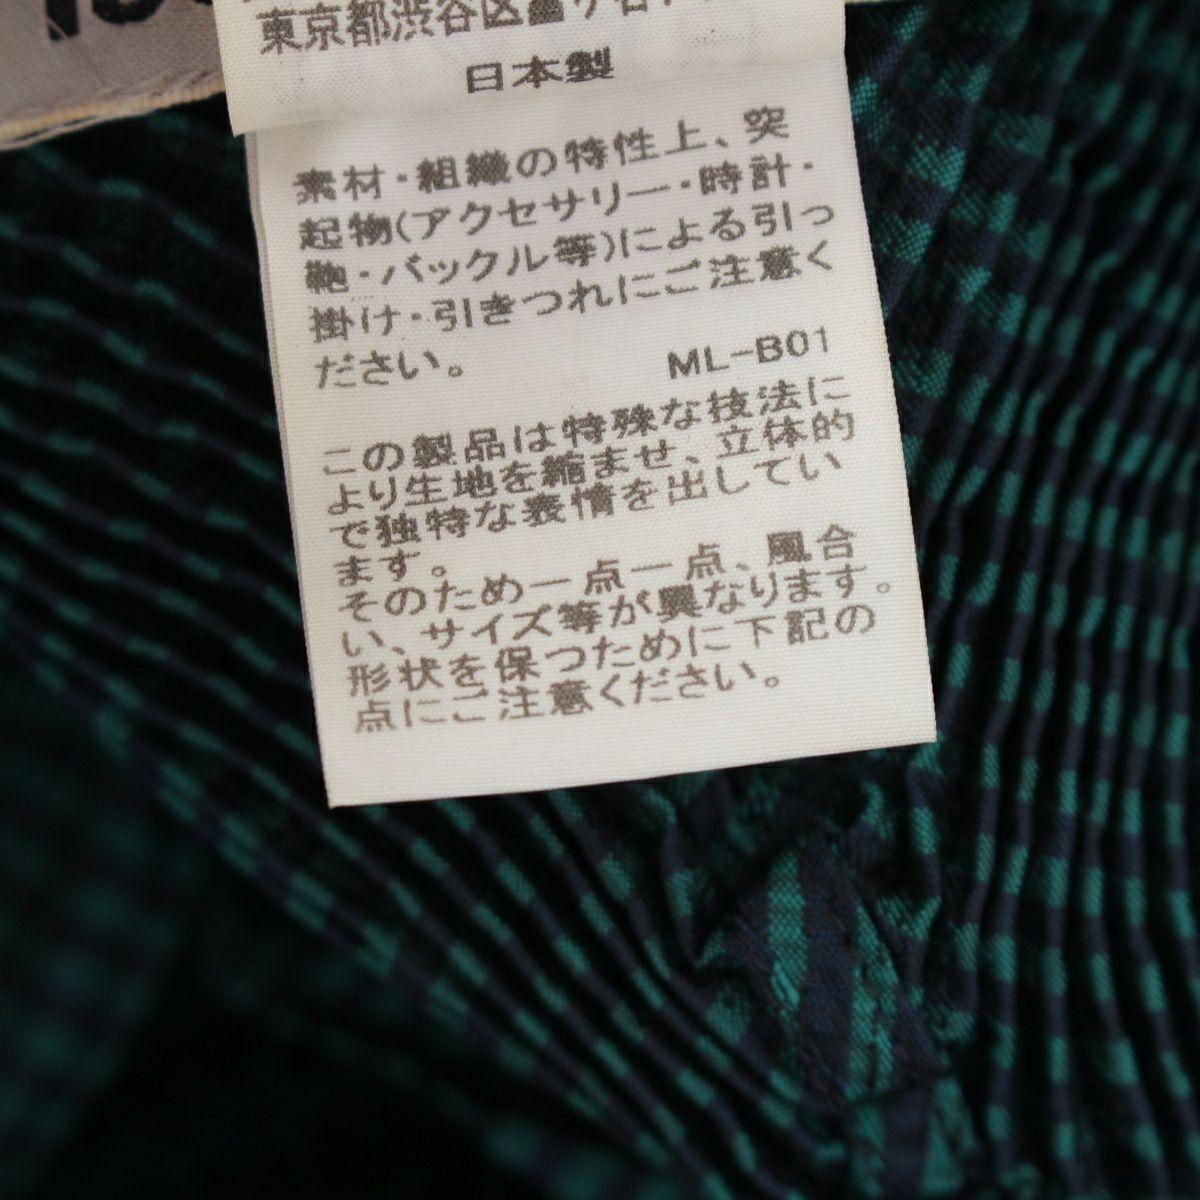 東京都渋谷区
日本製
素材・組織の特性上、突
起物(アクセサリー・時計・
鞄・バックル等)による引っ
掛け・引きつれにご注意く
ださい。
ML-B01
この製品は特殊な技法に
より生地を縮ませ、立体的
で独特な表情を出してい
ます。
そのため一点一点、風合
い、サイズ等が異なります。
形状を保つために下記の
点にご注意ください。